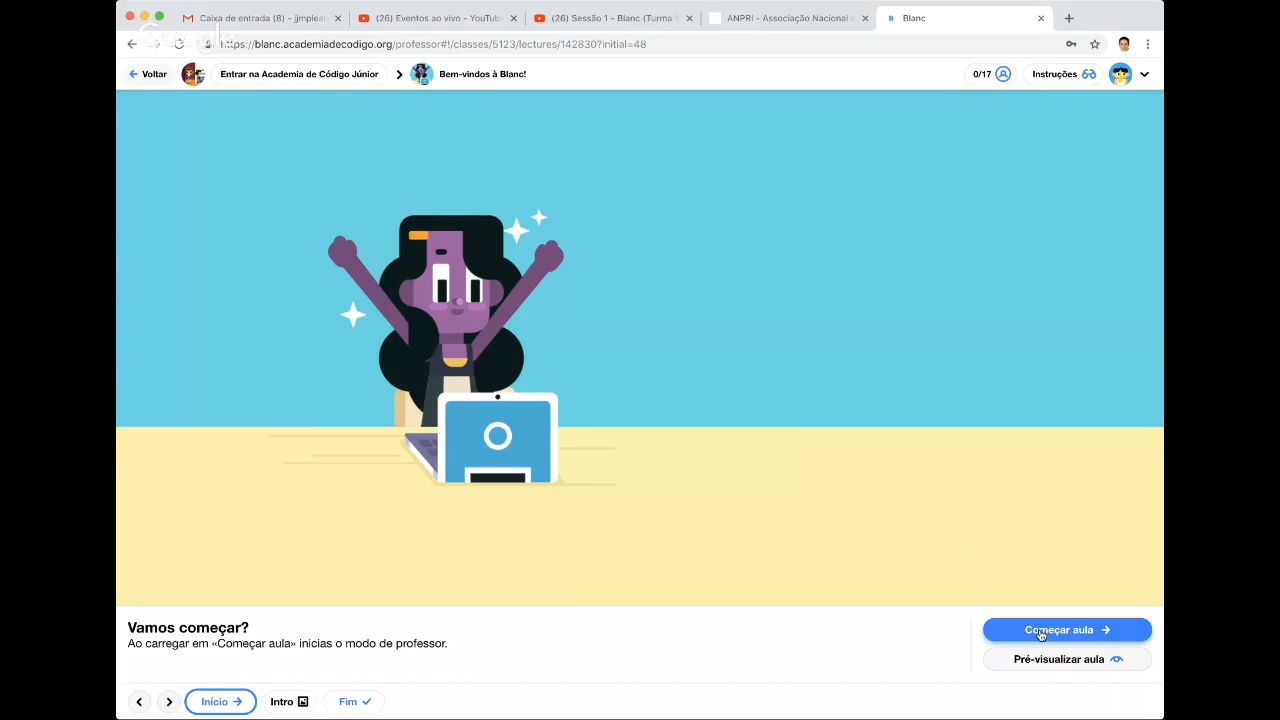 Caixa de entrada (8) - jjmpleal
(26) Eventos ao vivo - YouTube
(26) Sessão 1 - Blanc (Turma 1
ANPRI - Associação Nacional d
Blanc
https://blanc.academiadecodigo.org/professor#!/classes/5123/lectures/142830?initial=48
Voltar
Entrar na Academia de Código Júnior
Bem-vindos à Blanc!
0/17
Instruções
Vamos começar?
Ao carregar em «Começar aula» inicias o modo de professor.
Começar aula
Pré-visualizar aula
Início
Intro
Fim